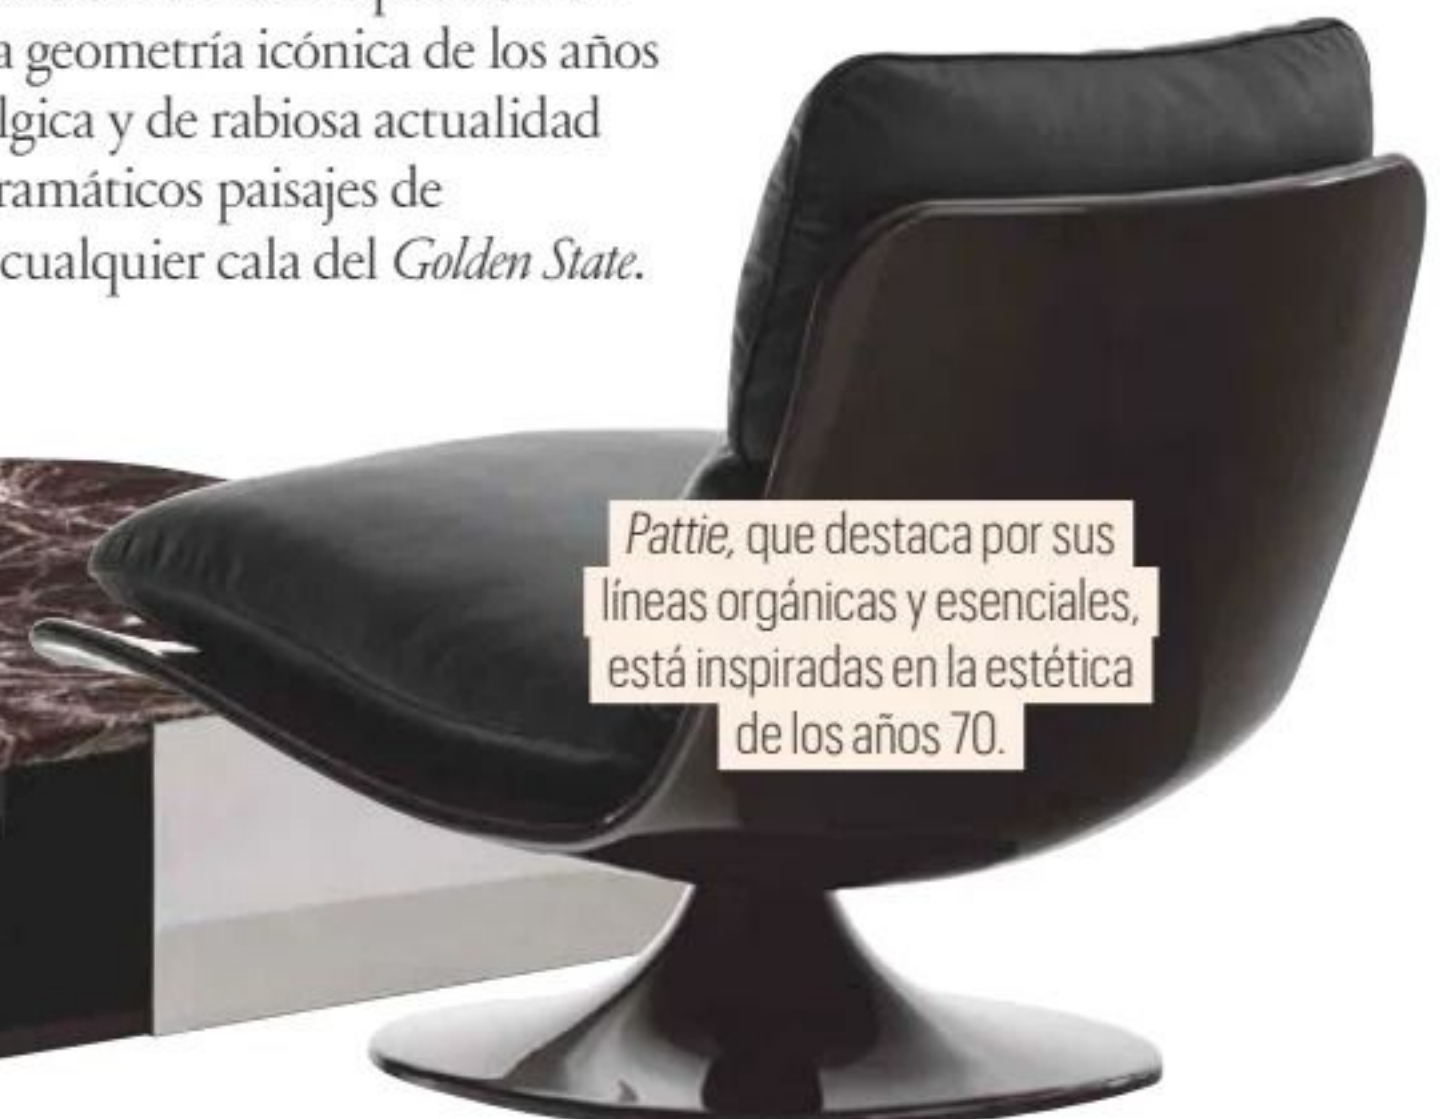 a geometría icónica de los años
lgica y de rabiosa actualidad
ramáticos paisajes de
cualquier cala del Golden State.
Pattie, que destaca por sus
líneas orgánicas y esenciales,
está inspiradas en la estética
de los años 70.